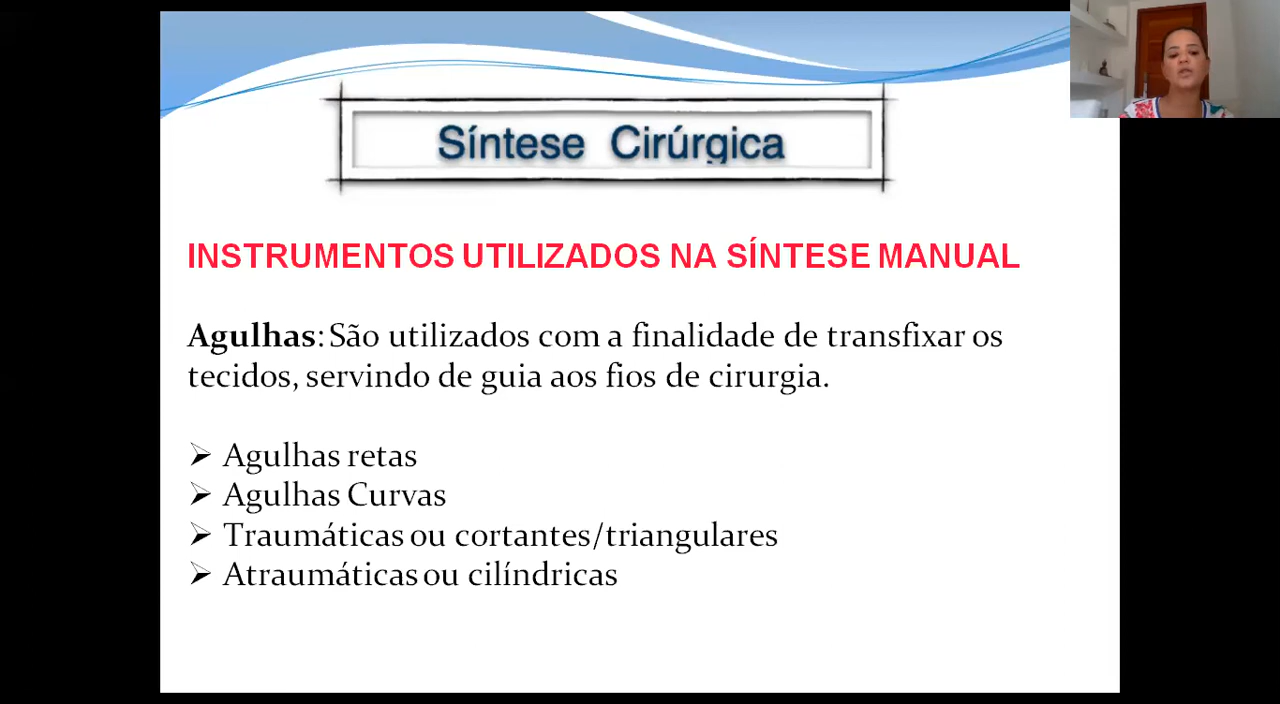 Síntese Cirúrgica
INSTRUMENTOS UTILIZADOS NA SÍNTESE MANUAL
Agulhas: São utilizados com a finalidade de transfixar os
tecidos, servindo de guia aos fios de cirurgia.
Agulhas retas
Agulhas Curvas
Traumáticas ou cortantes/triangulares
Atraumáticas ou cilíndricas